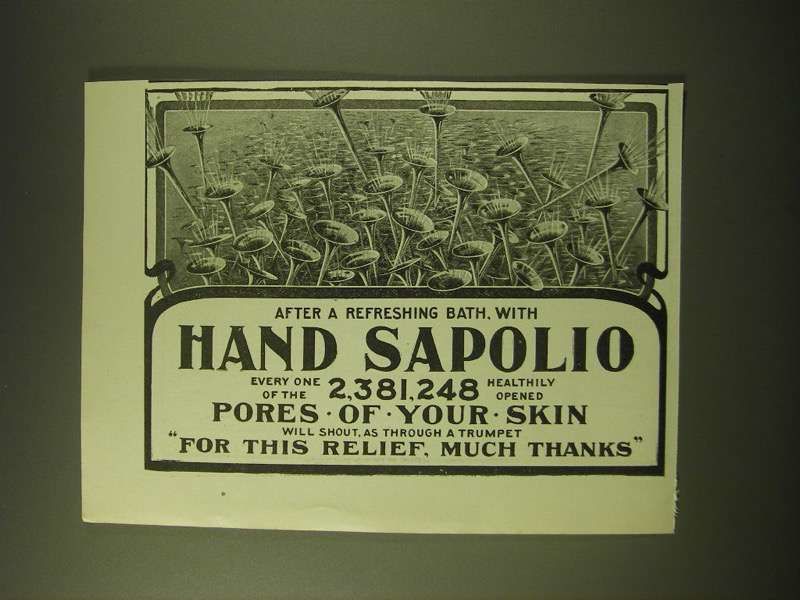 AFTER A REFRESHING BATH, WITH
HAND SAPOLIO
EVERY ONE OF THE 2,381,248 HEALTHILY OPENED
PORES · OF · YOUR · SKIN
WILL SHOUT, AS THROUGH A TRUMPET
"FOR THIS RELIEF, MUCH THANKS"